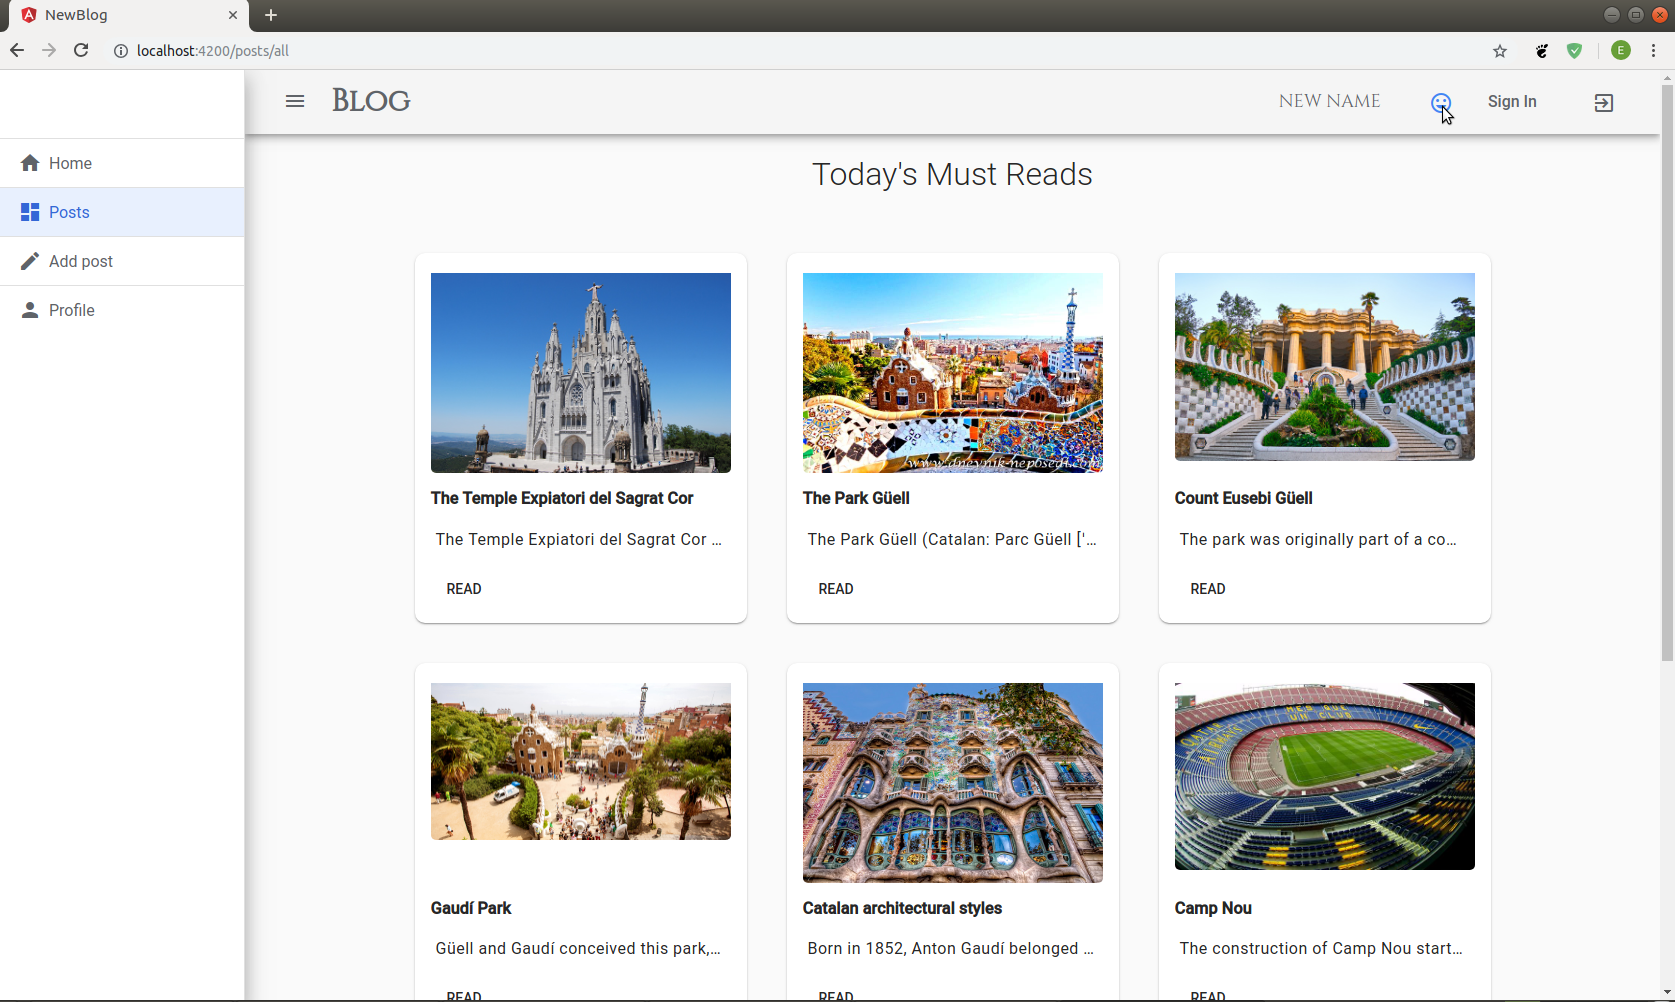 NewBlog
localhost:4200/posts/all
E
BLOG
NEW NAME
Sign In
Home
Posts
Add post
Profile
Today's Must Reads
www.dnevnik-neposedi.com
The Temple Expiatori del Sagrat Cor
The Park Güell
Count Eusebi Güell
The Temple Expiatori del Sagrat Cor ...
The Park Güell (Catalan: Parc Güell ['...
The park was originally part of a co...
READ
READ
READ
MES QUE
UN CLUB
Gaudí Park
Catalan architectural styles
Camp Nou
Güell and Gaudí conceived this park,...
Born in 1852, Anton Gaudí belonged ...
The construction of Camp Nou start...
READ
READ
READ